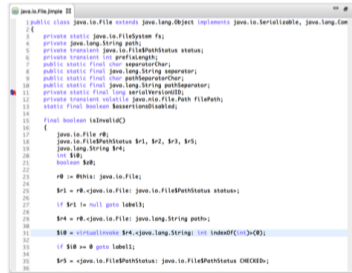 java.io.File.jimple
1 public class java.io.File extends java.lang.Object implements java.io.Serializable, java.lang.Com
2 {
3 private static java.io.FileSystem fs;
4 private java.lang.String path;
5 private transient java.io.File$PathStatus status;
6 private transient int prefixLength;
7 public static final char separatorChar;
8 public static final java.lang.String separator;
9 public static final char pathSeparatorChar;
10 public static final java.lang.String pathSeparator;
11 private static final long serialVersionUID;
12 private volatile transient java.nio.file.Path filePath;
13 static final boolean $assertionsDisabled;
14
15 final boolean isInvalid()
16 {
17 java.io.File r0;
18 java.io.File$PathStatus $r1, $r2, $r3, $r5;
19 java.lang.String $r4;
20 int $i0;
21 boolean $z0;
22
23 r0 := @this: java.io.File;
24
25 $r1 = r0.<java.io.File: java.io.File$PathStatus status>;
26
27 if $r1 != null goto label3;
28
29 $r4 = r0.<java.io.File: java.lang.String path>;
30
31 $i0 = virtualinvoke $r4.<java.lang.String: int indexOf(int)>(0);
32
33 if $i0 >= 0 goto label1;
34
35 $r5 = <java.io.File$PathStatus: java.io.File$PathStatus CHECKED>;
36